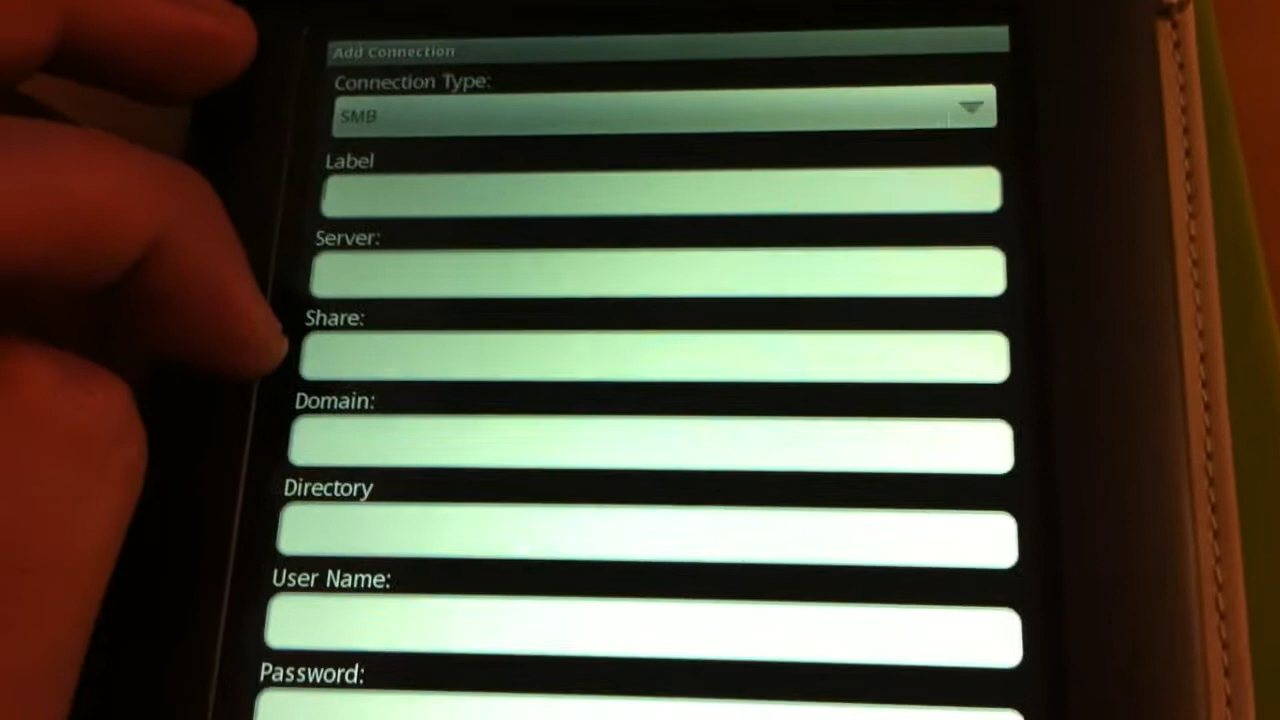 Add Connection
Connection Type:
SMB
Label
Server:
Share:
Domain:
Directory
User Name:
Password: